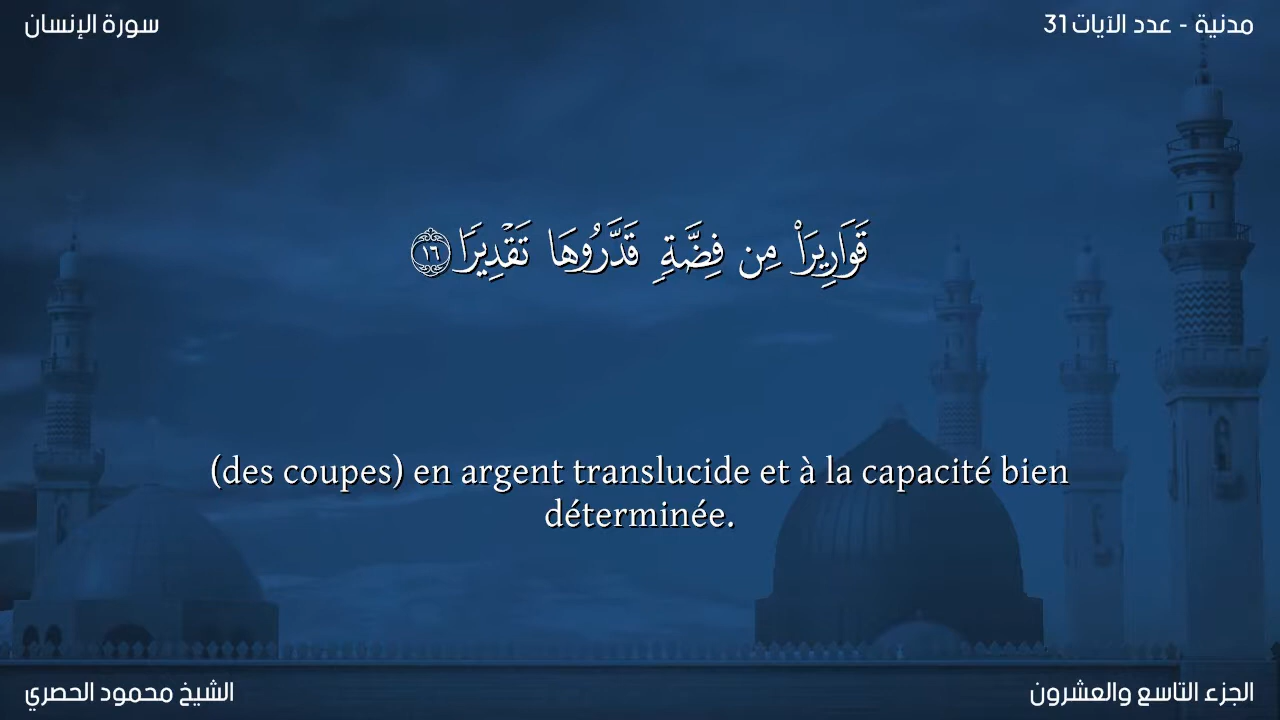 مدنية - عدد الآيات 31
سورة الإنسان
قَوَارِيرَا۟ مِن فِضَّةٍۢ قَدَّرُوهَا تَقْدِيرًۭا ١٦
(des coupes) en argent translucide et à la capacité bien
déterminée.
الجزء التاسع والعشرون
الشيخ محمود الحصري